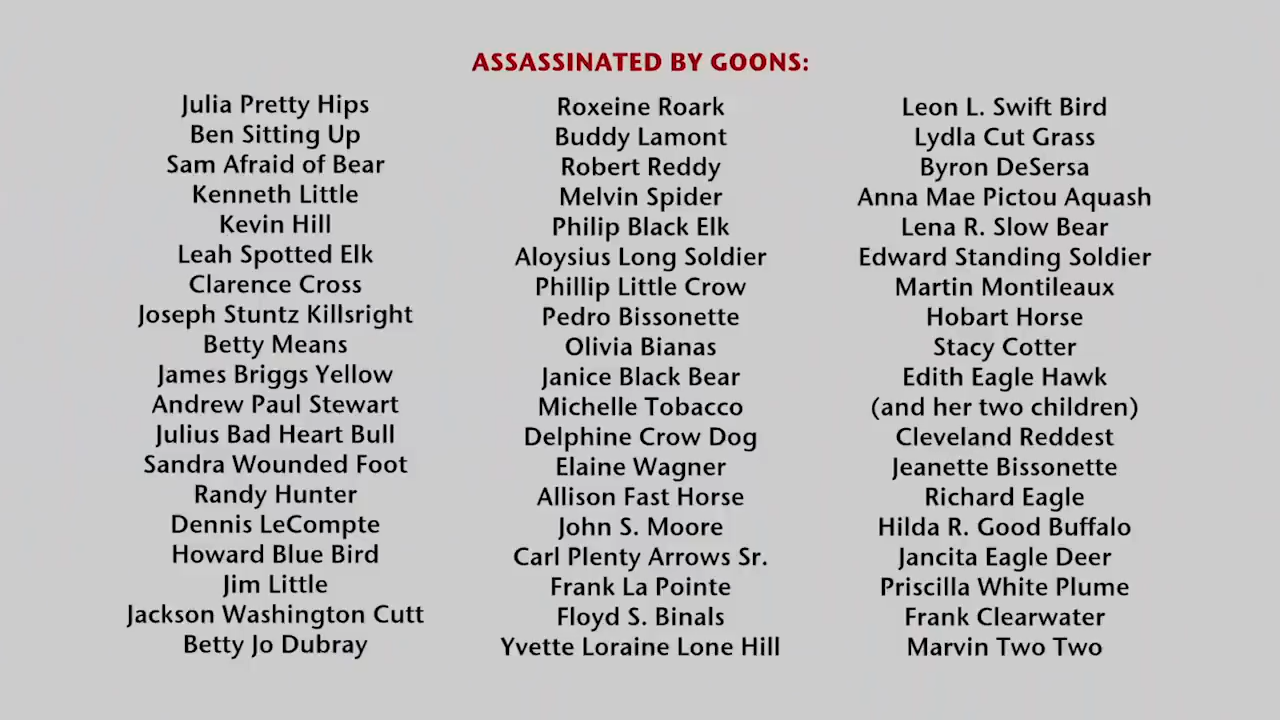 ASSASSINATED BY GOONS:
Julia Pretty Hips
Ben Sitting Up
Sam Afraid of Bear
Kenneth Little
Kevin Hill
Leah Spotted Elk
Clarence Cross
Joseph Stuntz Killsright
Betty Means
James Briggs Yellow
Andrew Paul Stewart
Julius Bad Heart Bull
Sandra Wounded Foot
Randy Hunter
Dennis LeCompte
Howard Blue Bird
Jim Little
Jackson Washington Cutt
Betty Jo Dubray
Roxeine Roark
Buddy Lamont
Robert Reddy
Melvin Spider
Philip Black Elk
Aloysius Long Soldier
Phillip Little Crow
Pedro Bissonette
Olivia Bianas
Janice Black Bear
Michelle Tobacco
Delphine Crow Dog
Elaine Wagner
Allison Fast Horse
John S. Moore
Carl Plenty Arrows Sr.
Frank La Pointe
Floyd S. Binals
Yvette Loraine Lone Hill
Leon L. Swift Bird
Lydla Cut Grass
Byron DeSersa
Anna Mae Pictou Aquash
Lena R. Slow Bear
Edward Standing Soldier
Martin Montileaux
Hobart Horse
Stacy Cotter
Edith Eagle Hawk
(and her two children)
Cleveland Reddest
Jeanette Bissonette
Richard Eagle
Hilda R. Good Buffalo
Jancita Eagle Deer
Priscilla White Plume
Frank Clearwater
Marvin Two Two